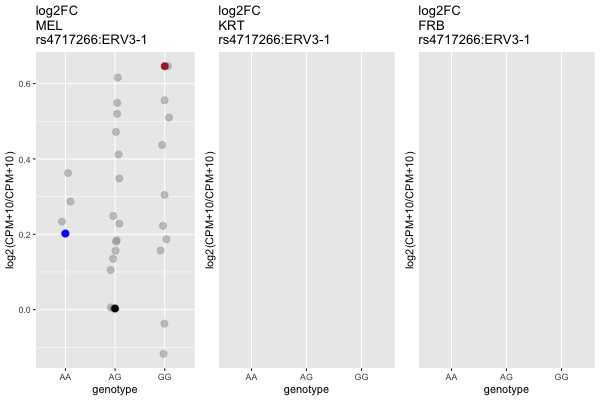 log2FC
MEL
rs4717266:ERV3-1
log2(CPM+10/CPM+10)
0.6
0.4
0.2
0.0
AA AG GG
genotype
log2FC
KRT
rs4717266:ERV3-1
log2(CPM+10/CPM+10)
AA AG GG
genotype
log2FC
FRB
rs4717266:ERV3-1
log2(CPM+10/CPM+10)
AA AG GG
genotype